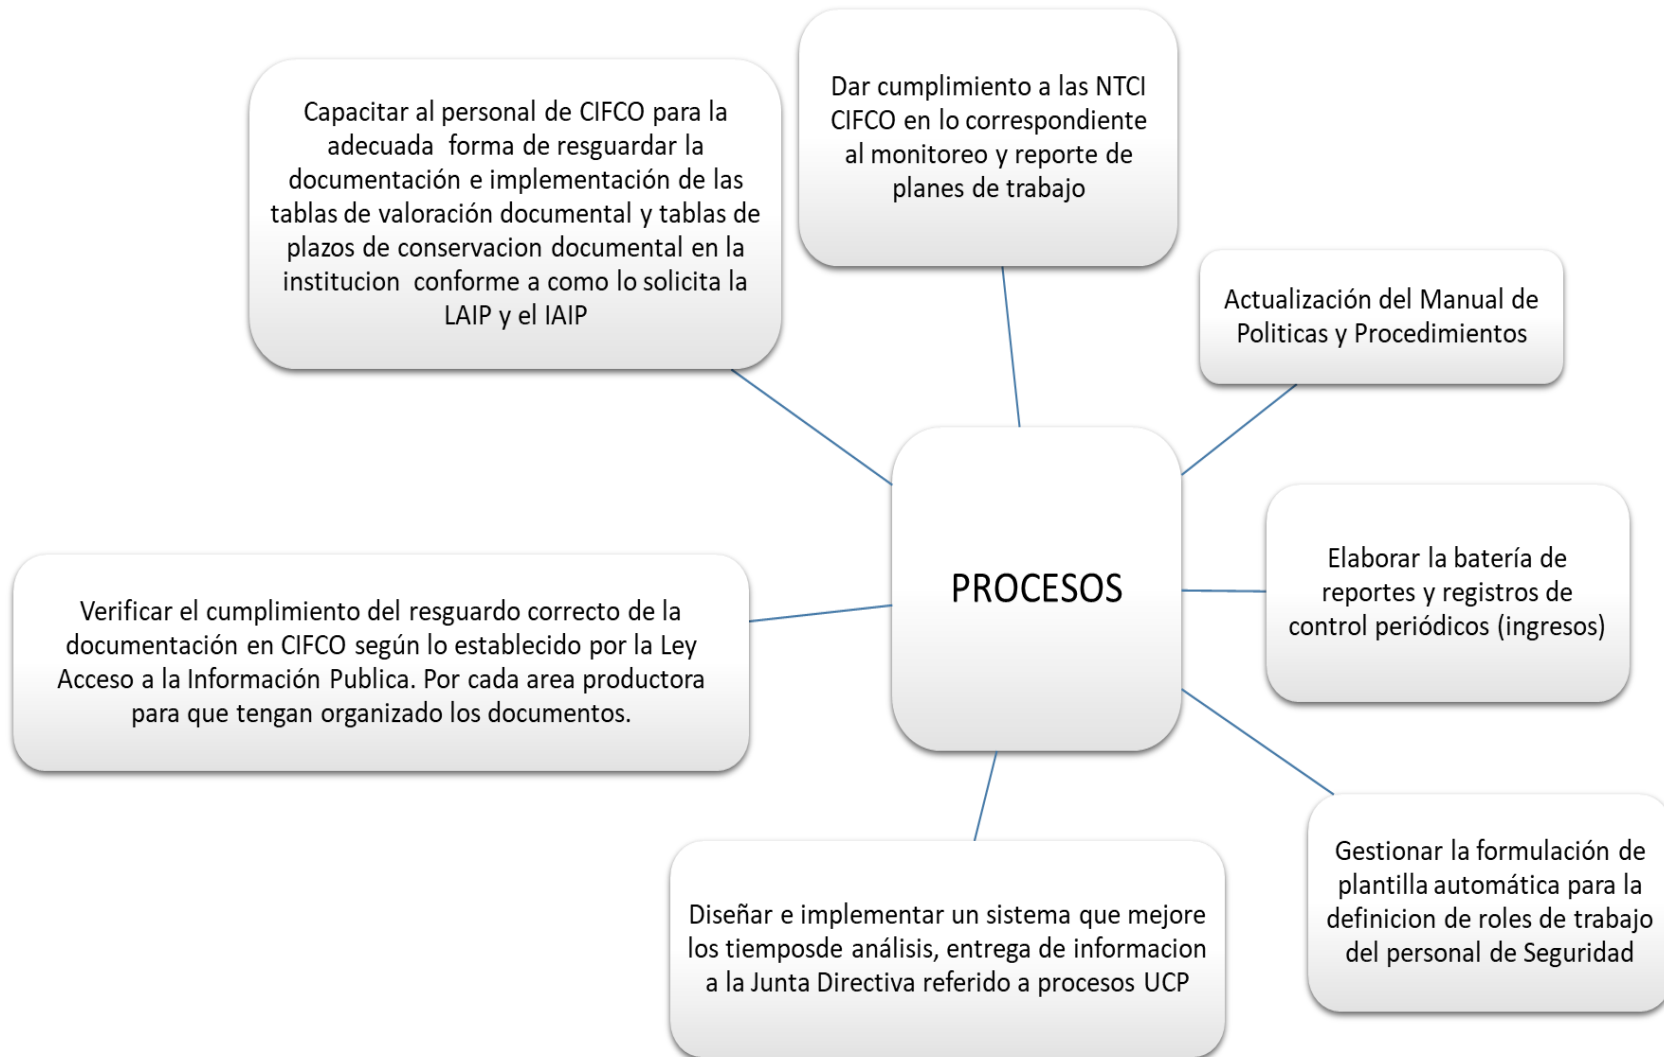 Dar cumplimiento a las NTCI
CIFCO en lo correspondiente
al monitoreo y reporte de
planes de trabajo
Capacitar al personal de CIFCO para la
adecuada forma de resguardar la
documentación e implementación de las
tablas de valoración documental y tablas de
plazos de conservacion documental en la
institucion conforme a como lo solicita la
LAIP y el IAIP
Actualización del Manual de
Politicas y Procedimientos
PROCESOS
Elaborar la batería de
reportes y registros de
control periódicos (ingresos)
Verificar el cumplimiento del resguardo correcto de la
documentación en CIFCO según lo establecido por la Ley
Acceso a la Información Publica. Por cada area productora
para que tengan organizado los documentos.
Gestionar la formulación de
plantilla automática para la
definicion de roles de trabajo
del personal de Seguridad
Diseñar e implementar un sistema que mejore
los tiemposde análisis, entrega de informacion
a la Junta Directiva referido a procesos UCP